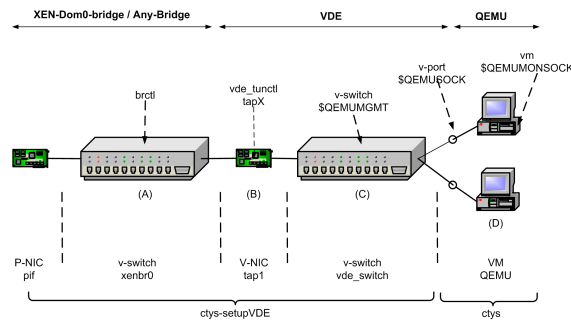 XEN-Dom0-bridge / Any-Bridge
VDE
QEMU
brctl
vde_tunctl
tapX
v-switch
$QEMUMGMT
v-port
$QEMUSOCK
vm
$QEMUMONSOCK
(A)
(B)
(C)
(D)
P-NIC
pif
v-switch
xenbr0
V-NIC
tap1
v-switch
vde_switch
VM
QEMU
ctys-setupVDE
ctys